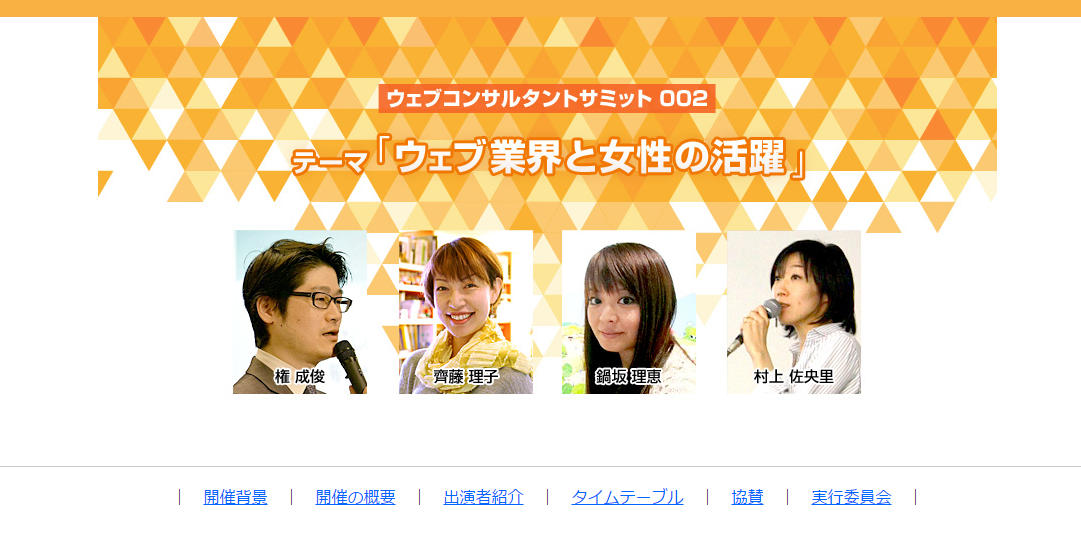 ウェブコンサルタントサミット 002
テーマ「ウェブ業界と女性の活躍」
権 成俊
齊藤 理子
鍋坂 理恵
村上 佐央里
｜ 開催背景 ｜ 開催の概要 ｜ 出演者紹介 ｜ タイムテーブル ｜ 協賛 ｜ 実行委員会 ｜